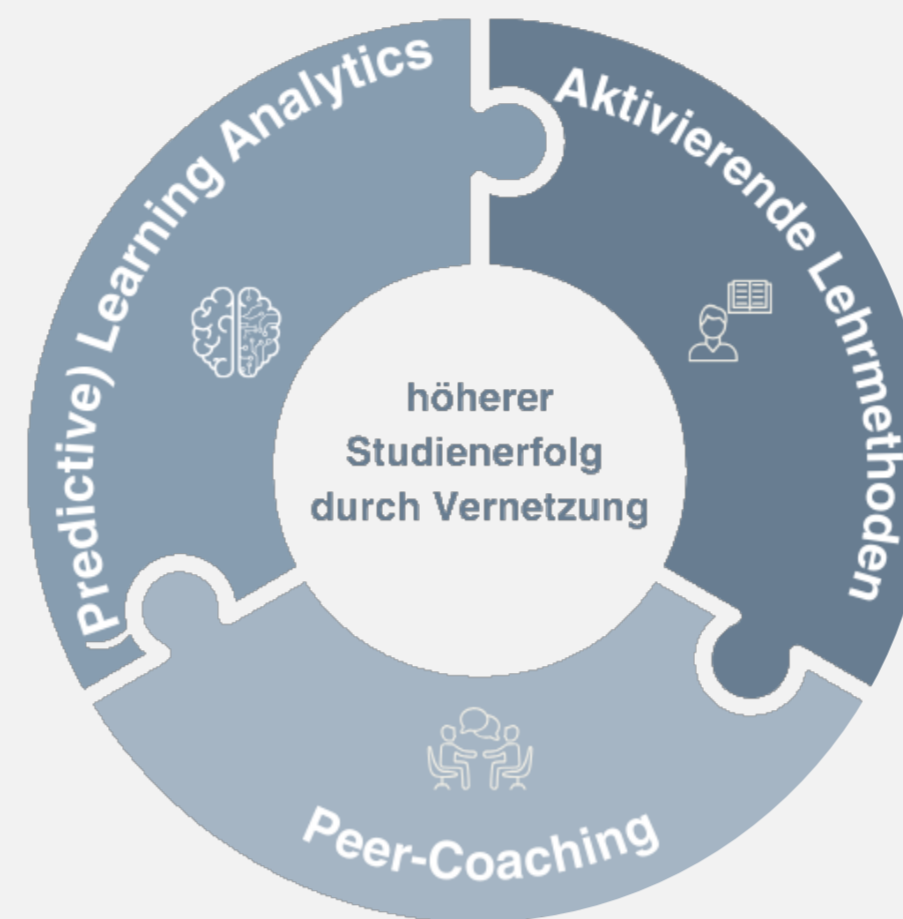 (Predictive) Learning Analytics
Aktivierende Lehrmethoden
höherer
Studienerfolg
durch Vernetzung
Peer-Coaching